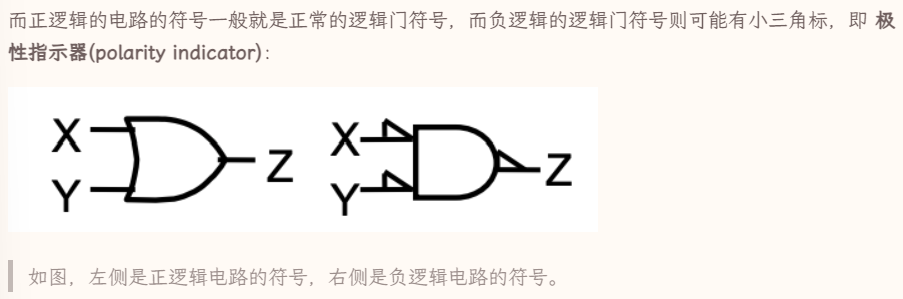 而正逻辑的电路的符号一般就是正常的逻辑门符号，而负逻辑的逻辑门符号则可能有小三角标，即 极
性指示器(polarity indicator)：
X Z X Z
Y Y
如图，左侧是正逻辑电路的符号，右侧是负逻辑电路的符号。